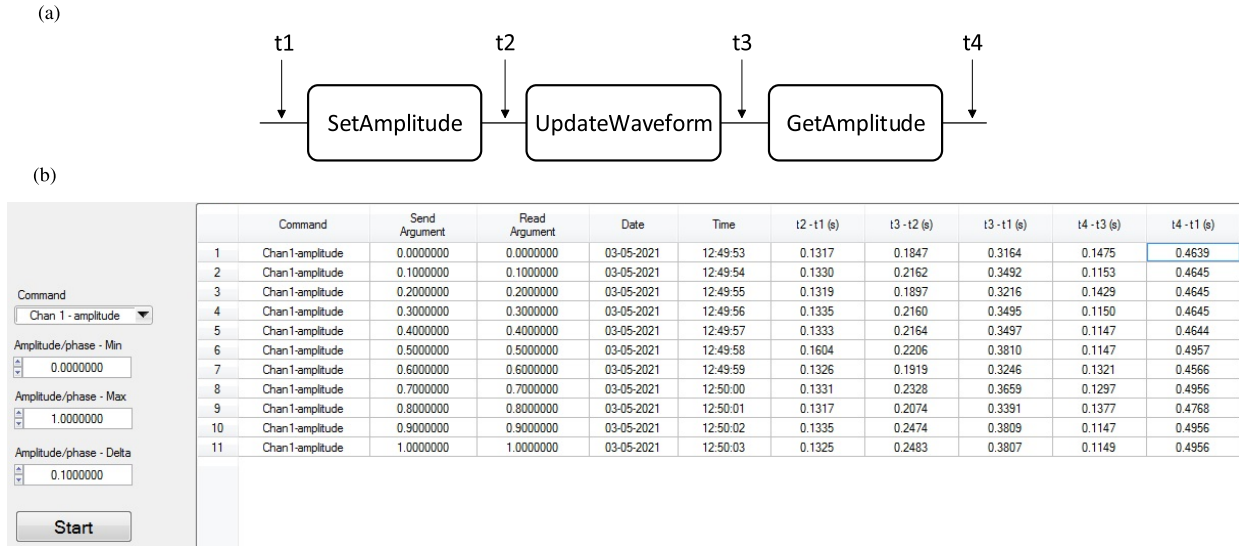 (a)
t1 t2 t3 t4
SetAmplitude UpdateWaveform GetAmplitude
(b)
Command Send Argument Read Argument Date Time t2 - t1 (s) t3 - t2 (s) t3 - t1 (s) t4 - t3 (s) t4 - t1 (s)
1 Chan1-amplitude 0.0000000 0.0000000 03-05-2021 12:49:53 0.1317 0.1847 0.3164 0.1475 0.4639
2 Chan1-amplitude 0.1000000 0.1000000 03-05-2021 12:49:54 0.1330 0.2162 0.3492 0.1153 0.4645
3 Chan1-amplitude 0.2000000 0.2000000 03-05-2021 12:49:55 0.1319 0.1897 0.3216 0.1429 0.4645
4 Chan1-amplitude 0.3000000 0.3000000 03-05-2021 12:49:56 0.1335 0.2160 0.3495 0.1150 0.4645
5 Chan1-amplitude 0.4000000 0.4000000 03-05-2021 12:49:57 0.1333 0.2164 0.3497 0.1147 0.4644
6 Chan1-amplitude 0.5000000 0.5000000 03-05-2021 12:49:58 0.1604 0.2206 0.3810 0.1147 0.4957
7 Chan1-amplitude 0.6000000 0.6000000 03-05-2021 12:49:59 0.1326 0.1919 0.3246 0.1321 0.4566
8 Chan1-amplitude 0.7000000 0.7000000 03-05-2021 12:50:00 0.1331 0.2328 0.3659 0.1297 0.4956
9 Chan1-amplitude 0.8000000 0.8000000 03-05-2021 12:50:01 0.1317 0.2074 0.3391 0.1377 0.4768
10 Chan1-amplitude 0.9000000 0.9000000 03-05-2021 12:50:02 0.1335 0.2474 0.3809 0.1147 0.4956
11 Chan1-amplitude 1.0000000 1.0000000 03-05-2021 12:50:03 0.1325 0.2483 0.3807 0.1149 0.4956
Command
Chan 1 - amplitude
Amplitude/phase - Min
0.0000000
Amplitude/phase - Max
1.0000000
Amplitude/phase - Delta
0.1000000
Start